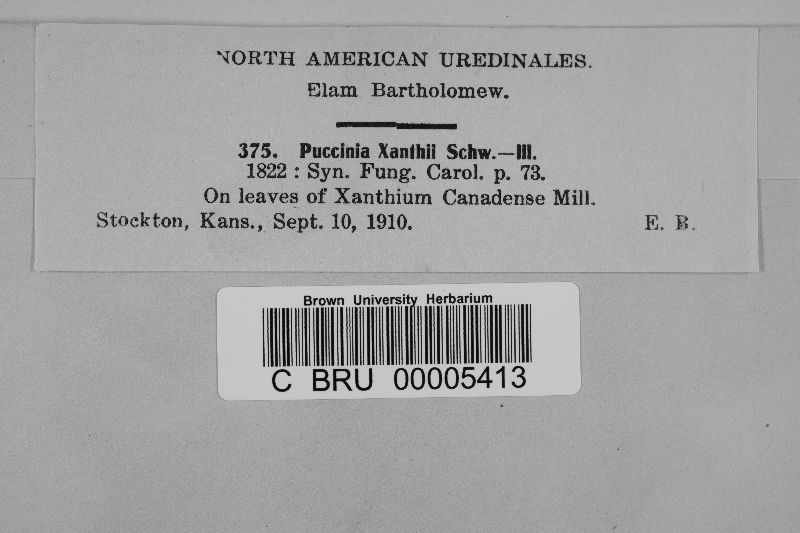 NORTH AMERICAN UREDINALES.
Elam Bartholomew.
375. Puccinia Xanthii Schw.—III.
1822 : Syn. Fung. Carol. p. 73.
On leaves of Xanthium Canadense Mill.
Stockton, Kans., Sept. 10, 1910. E. B.
Brown University Herbarium
C BRU 00005413